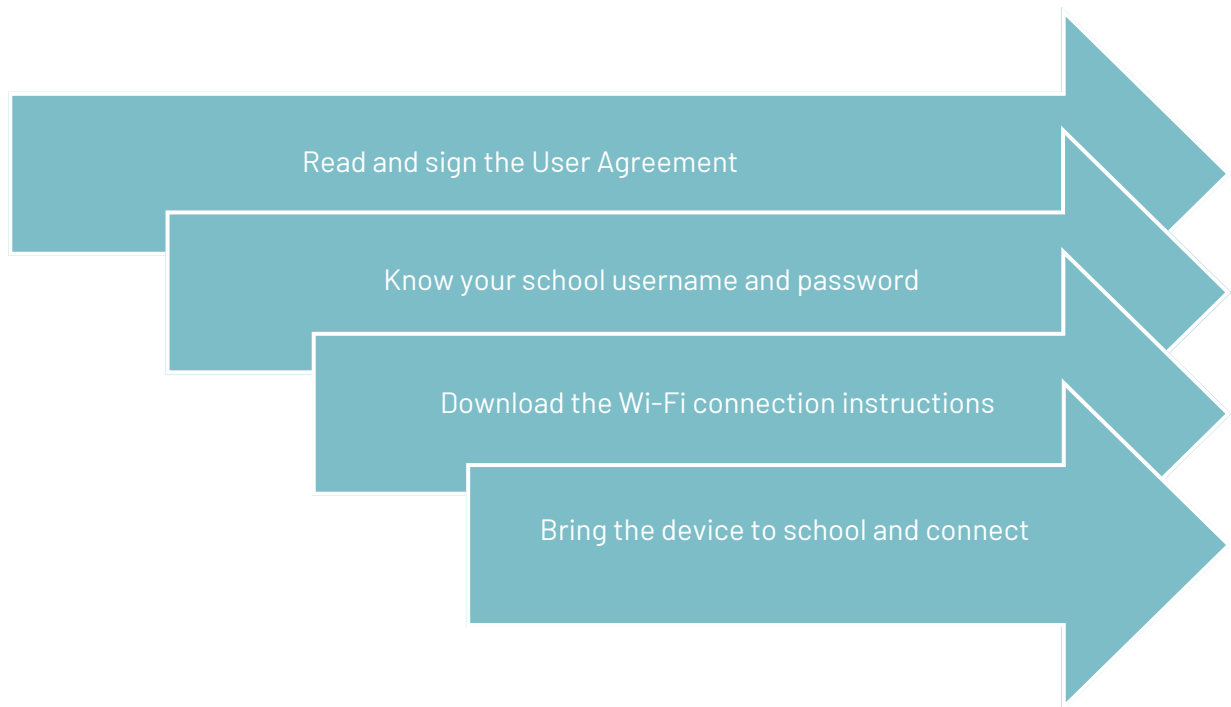 Read and sign the User Agreement
Know your school username and password
Download the Wi-Fi connection instructions
Bring the device to school and connect